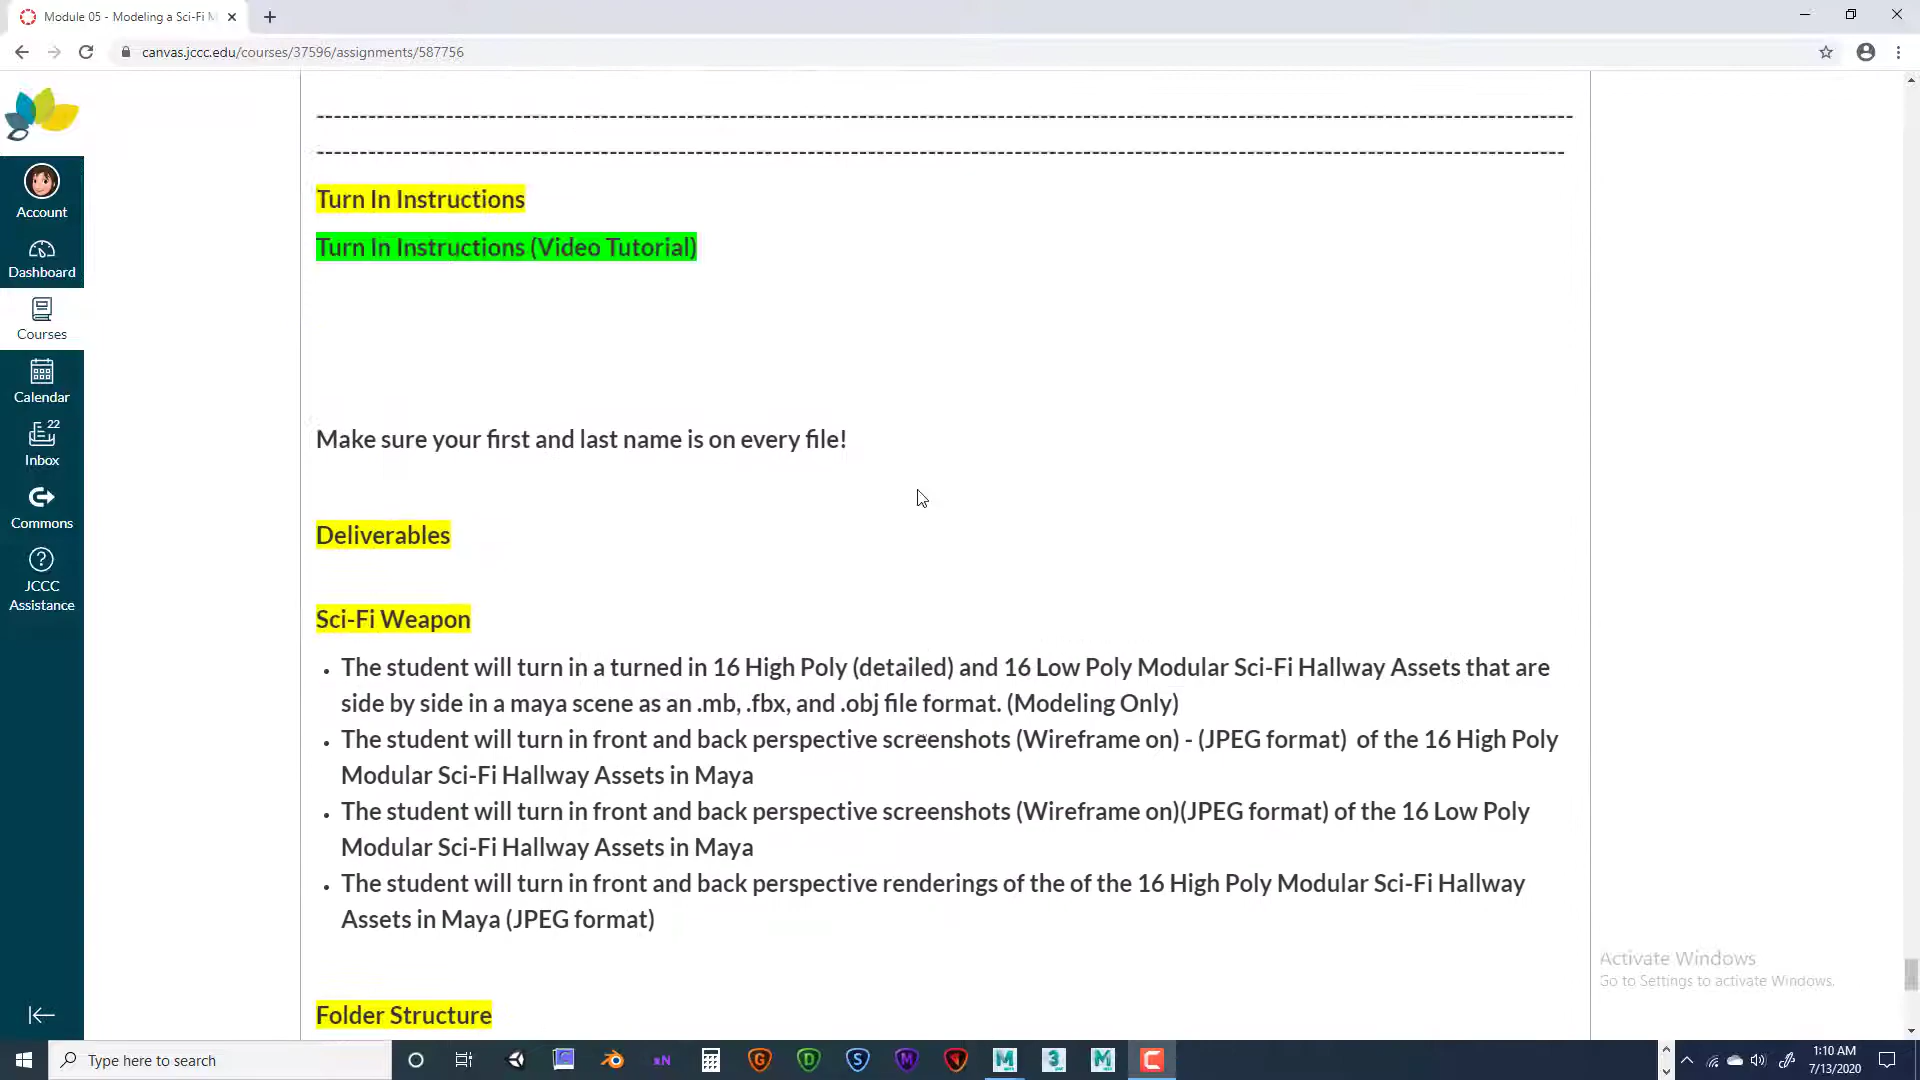 Module 05 - Modeling a Sci-Fi M
canvas.jccc.edu/courses/37596/assignments/587756
Account
Dashboard
Courses
Calendar
22
Inbox
Commons
JCCC
Assistance
------------------------------------------------------------------------------------------------------------------------------------------------------
-----------------------------------------------------------------------------------------------------------------------------------------------------
Turn In Instructions
Turn In Instructions (Video Tutorial)
Make sure your first and last name is on every file!
Deliverables
Sci-Fi Weapon
• The student will turn in a turned in 16 High Poly (detailed) and 16 Low Poly Modular Sci-Fi Hallway Assets that are
side by side in a maya scene as an .mb, .fbx, and .obj file format. (Modeling Only)
• The student will turn in front and back perspective screenshots (Wireframe on) - (JPEG format)  of the 16 High Poly
Modular Sci-Fi Hallway Assets in Maya
• The student will turn in front and back perspective screenshots (Wireframe on)(JPEG format) of the 16 Low Poly
Modular Sci-Fi Hallway Assets in Maya
• The student will turn in front and back perspective renderings of the of the 16 High Poly Modular Sci-Fi Hallway
Assets in Maya (JPEG format)
Folder Structure
Activate Windows
Go to Settings to activate Windows.
Type here to search
1:10 AM
7/13/2020